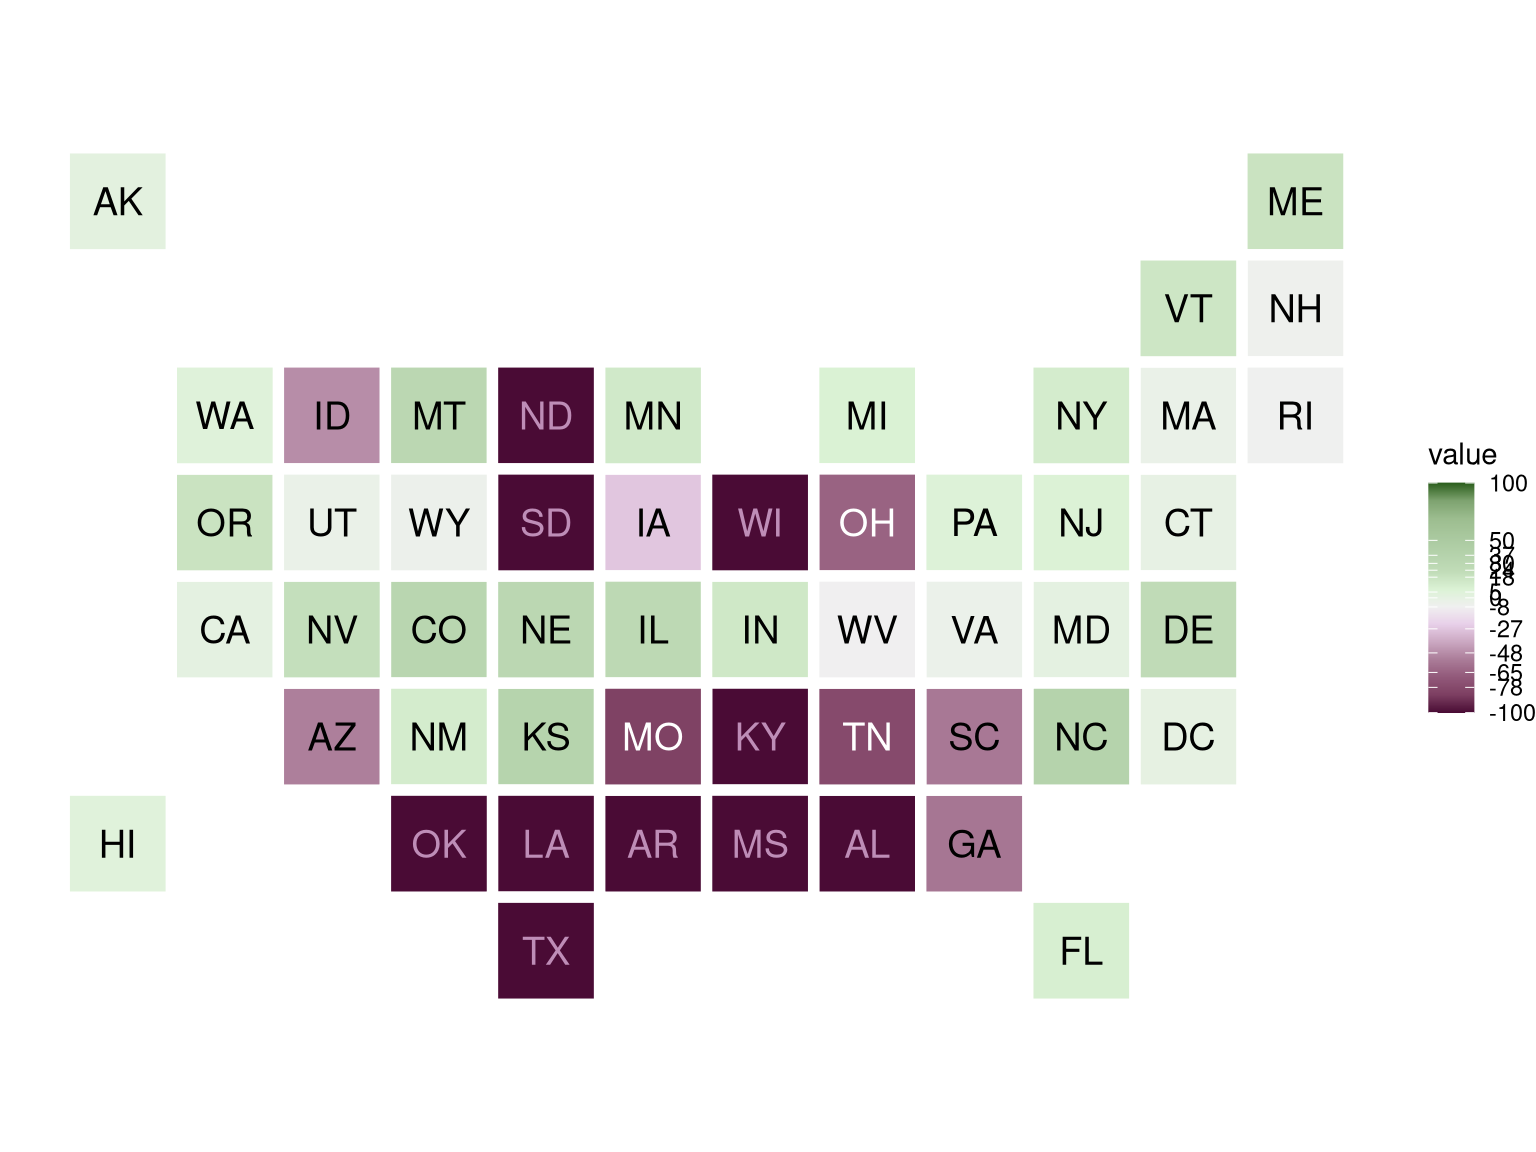 AK
ME
VT NH
WA ID MT ND MN MI NY MA RI
OR UT WY SD IA WI OH PA NJ CT
CA NV CO NE IL IN WV VA MD DE
AZ NM KS MO KY TN SC NC DC
HI OK LA AR MS AL GA
TX FL
value
100
50
37
18
-8
-27
-48
-65
-78
-100